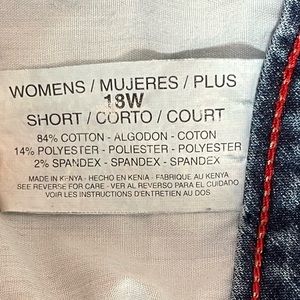 WOMENS / MUJERES / PLUS
18W
SHORT / CORTO / COURT
84% COTTON - ALGODON - COTON
14% POLYESTER - POLIESTER - POLYESTER
2% SPANDEX - SPANDEX - SPANDEX
MADE IN KENYA - HECHO EN KENIA - FABRIQUE AU KENYA
SEE REVERSE FOR CARE - VER AL REVERSO PARA EL CUIDADO
VOIR LES INSTRUCTIONS D'ENTRETIEN AU DOS